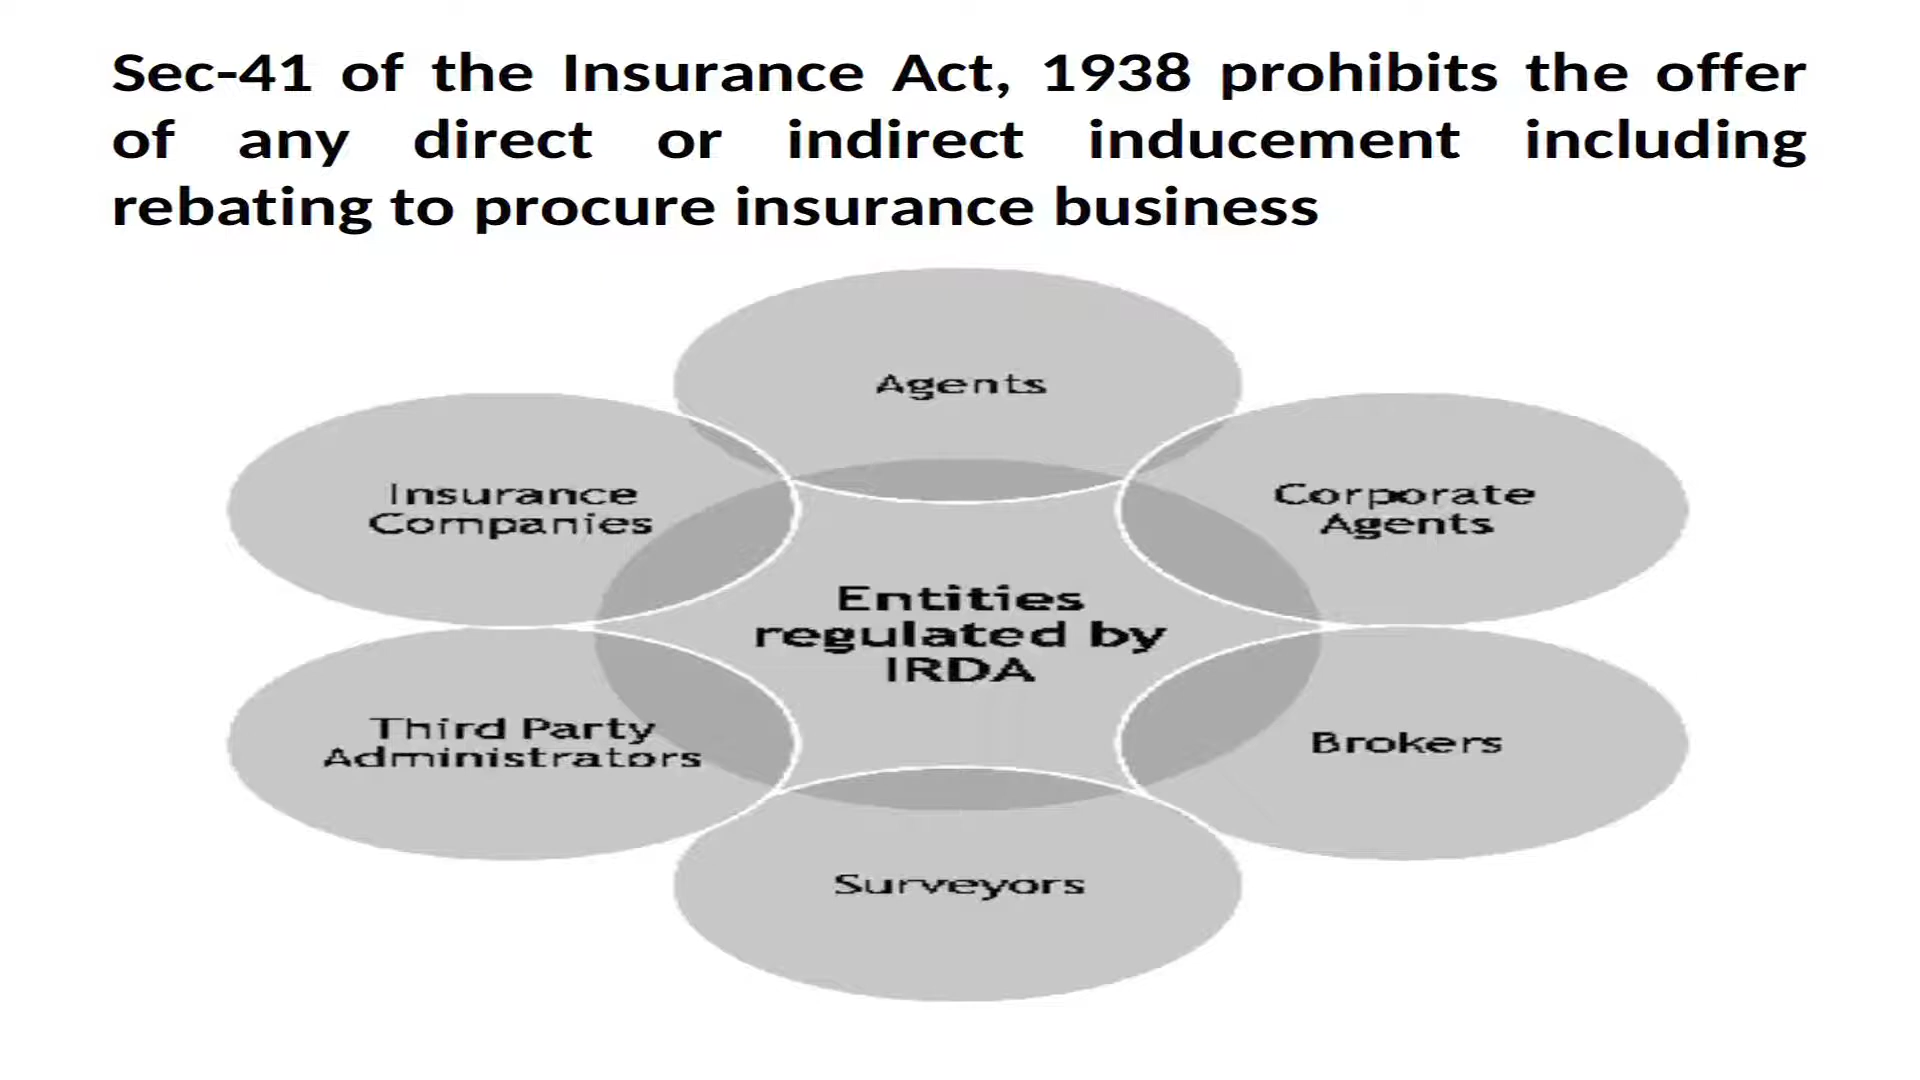 Sec-41 of the Insurance Act, 1938 prohibits the offer
of any direct or indirect inducement including
rebating to procure insurance business
Agents
Insurance
Companies
Corporate
Agents
Entities
regulated by
IRDA
Third Party
Administrators
Brokers
Surveyors